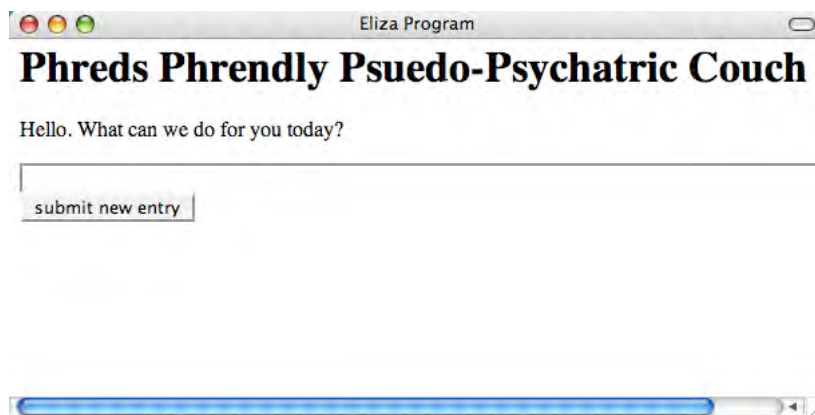 Eliza Program
Phreds Phrendly Psuedo-Psychatric Couch
Hello. What can we do for you today?
submit new entry